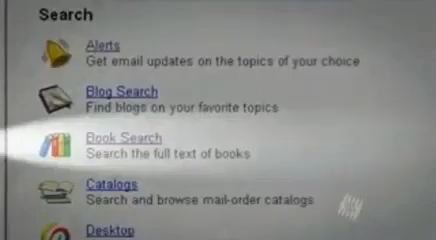 Search
Alerts
Get email updates on the topics of your choice
Blog Search
Find blogs on your favorite topics
Book Search
Search the full text of books
Catalogs
Search and browse mail-order catalogs
Desktop